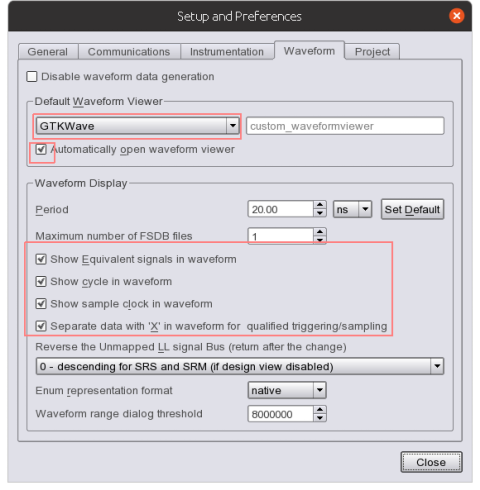 Setup and Preferences
General Communications Instrumentation Waveform Project
Disable waveform data generation
Default Waveform Viewer
GTKWave custom_waveformviewer
Automatically open waveform viewer
Waveform Display
Period 20.00 ns Set Default
Maximum number of FSDB files 1
Show Equivalent signals in waveform
Show cycle in waveform
Show sample clock in waveform
Separate data with 'X' in waveform for qualified triggering/sampling
Reverse the Unmapped LL signal Bus (return after the change)
0 - descending for SRS and SRM (if design view disabled)
Enum representation format native
Waveform range dialog threshold 8000000
Close